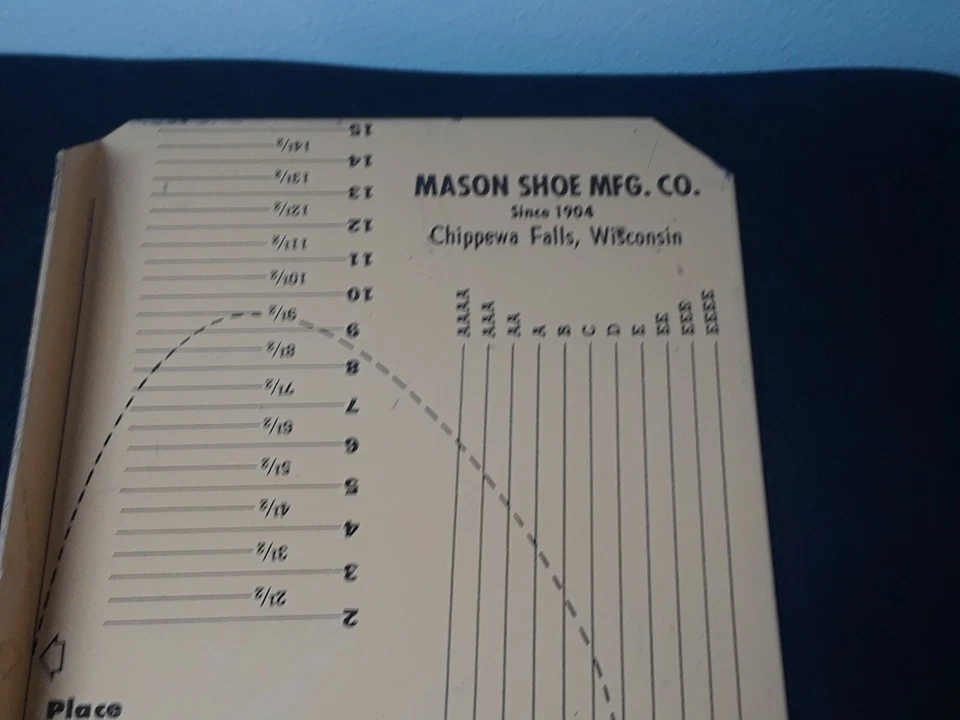 MASON SHOE MFG. CO.
Since 1904
Chippewa Falls, Wisconsin
15
14½
14
13½
13
12½
12
11½
11
10½
10
9½
9
8½
8
7½
7
6½
6
5½
5
4½
4
3½
3
2½
2
AAAA
AAA
AA
A
B
C
D
E
EE
EEE
EEEE
Place